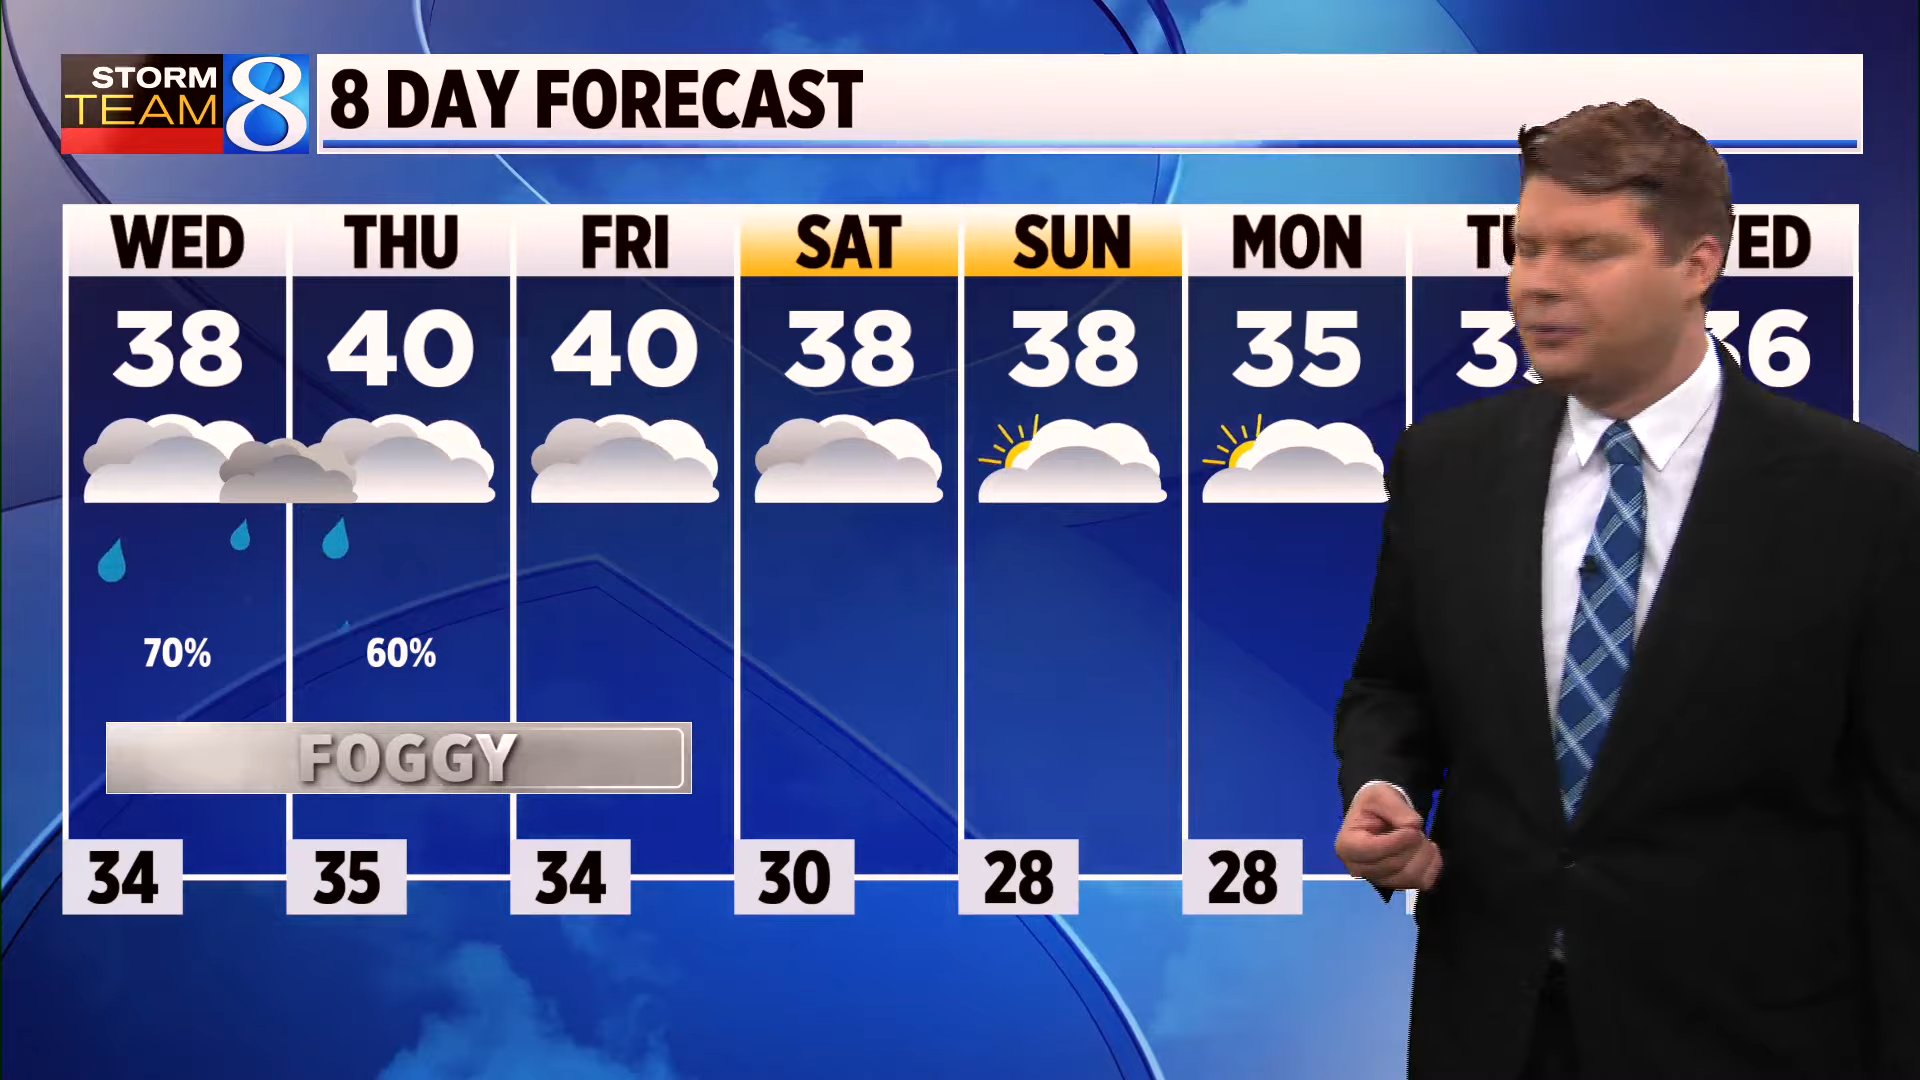 STORM
TEAM
8
8 DAY FORECAST
WED THU FRI SAT SUN MON
38 40 40 38 38 35 36
70% 60%
FOGGY
34 35 34 30 28 28